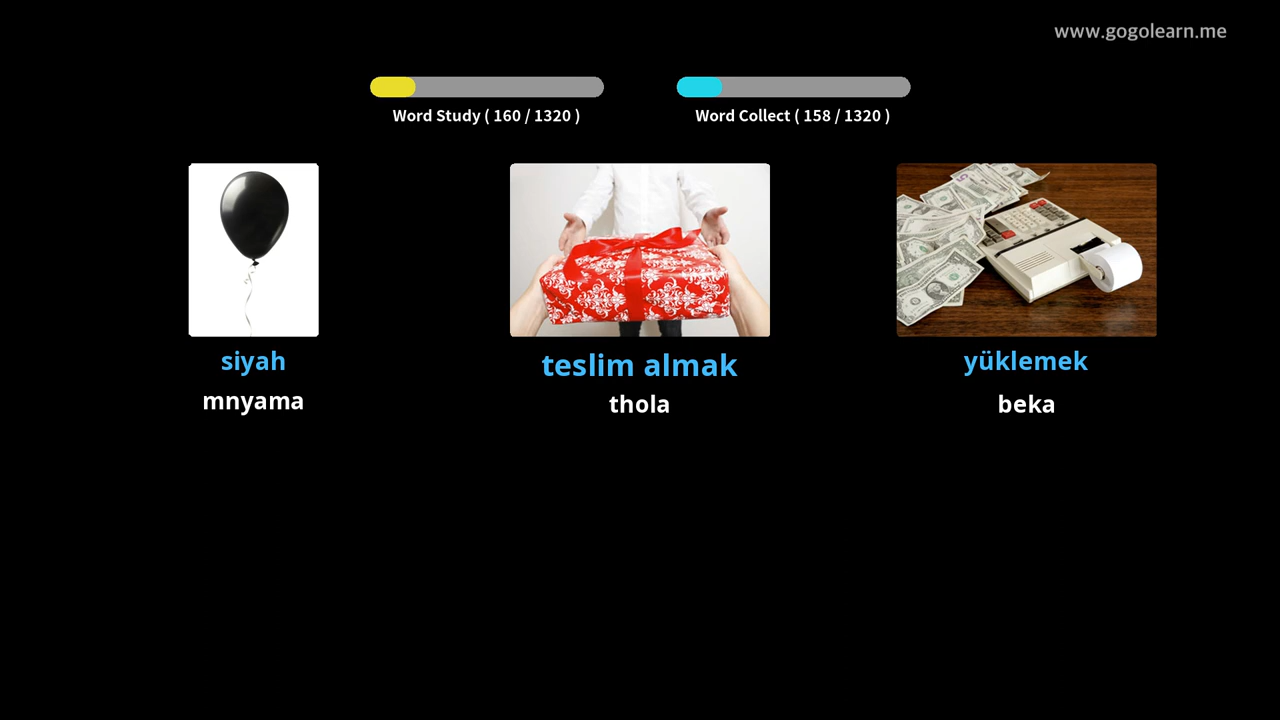 www.gogolearn.me
Word Study ( 160 / 1320 )
Word Collect ( 158 / 1320 )
siyah
teslim almak
yüklemek
mnyama
thola
beka